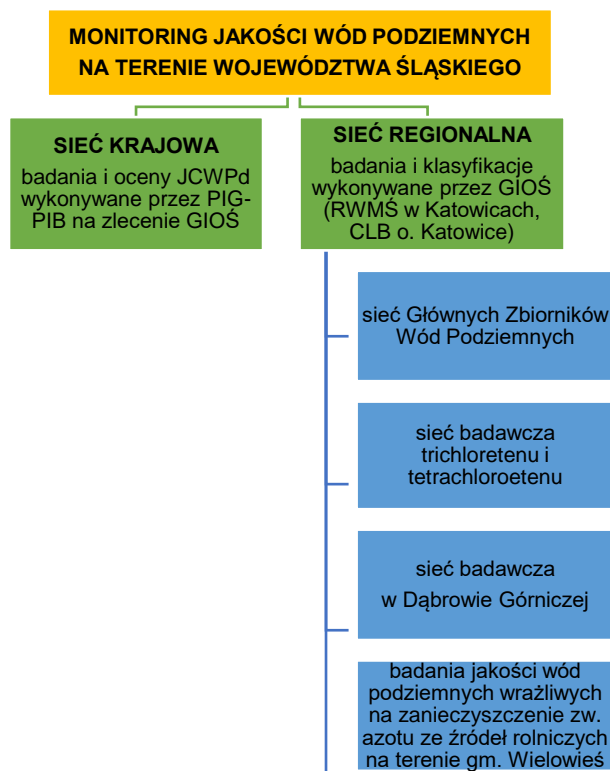 MONITORING JAKOŚCI WÓD PODZIEMNYCH
NA TERENIE WOJEWÓDZTWA ŚLĄSKIEGO
SIEĆ KRAJOWA
badania i oceny JCWPd
wykonywane przez PIG-
PIB na zlecenie GIOŚ
SIEĆ REGIONALNA
badania i klasyfikacje
wykonywane przez GIOŚ
(RWMŚ w Katowicach,
CLB o. Katowice)
sieć Głównych Zbiorników
Wód Podziemnych
sieć badawcza
trichloretenu i
tetrachloroetenu
sieć badawcza
w Dąbrowie Górniczej
badania jakości wód
podziemnych wrażliwych
na zanieczyszczenie zw.
azotu ze źródeł rolniczych
na terenie gm. Wielowieś